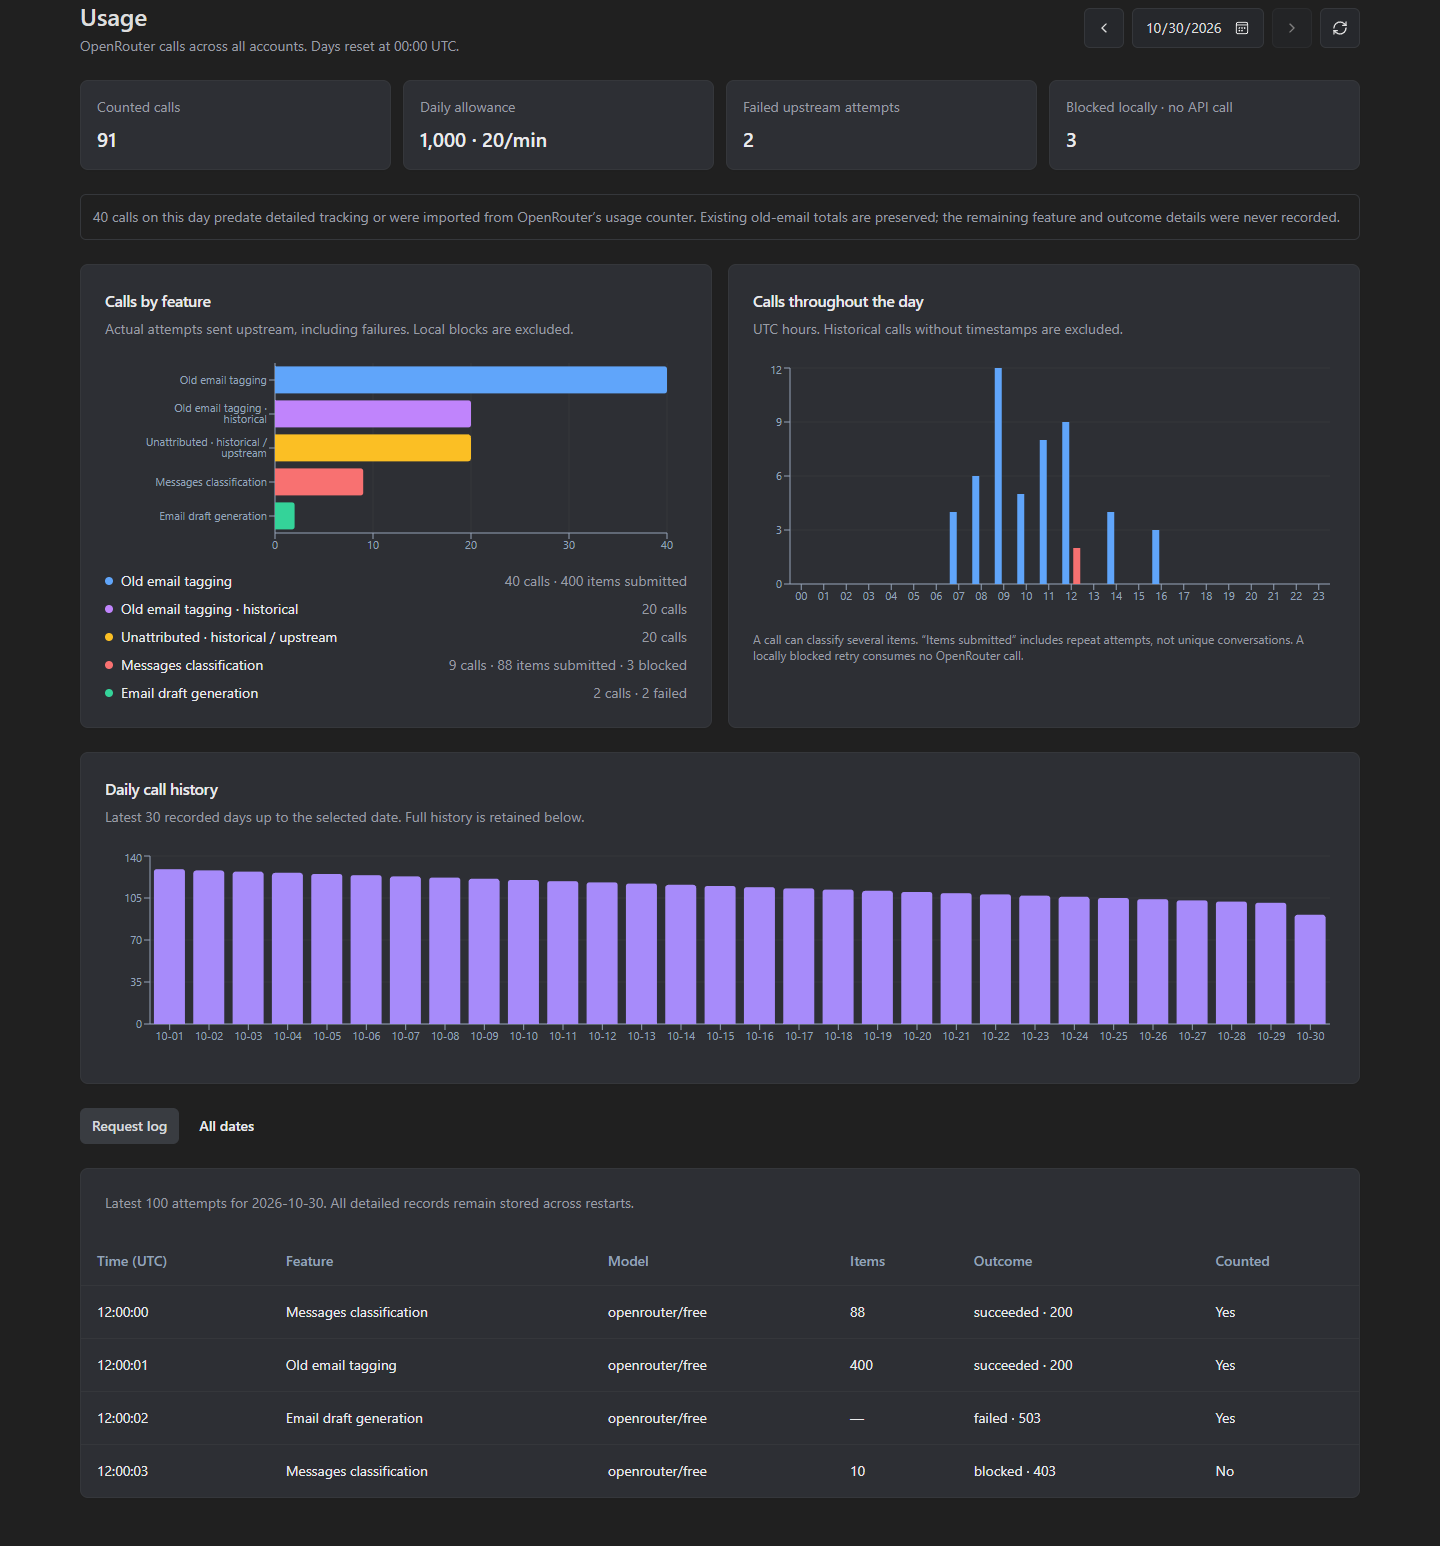 Usage
OpenRouter calls across all accounts. Days reset at 00:00 UTC.
10/30/2026
Counted calls
91
Daily allowance
1,000 · 20/min
Failed upstream attempts
2
Blocked locally · no API call
3
40 calls on this day predate detailed tracking or were imported from OpenRouter’s usage counter. Existing old-email totals are preserved; the remaining feature and outcome details were never recorded.
Calls by feature
Actual attempts sent upstream, including failures. Local blocks are excluded.
Old email tagging
Old email tagging ·
historical
Unattributed · historical /
upstream
Messages classification
Email draft generation
0 10 20 30 40
Old email tagging 40 calls · 400 items submitted
Old email tagging · historical 20 calls
Unattributed · historical / upstream 20 calls
Messages classification 9 calls · 88 items submitted · 3 blocked
Email draft generation 2 calls · 2 failed
Calls throughout the day
UTC hours. Historical calls without timestamps are excluded.
12
9
6
3
0
00 01 02 03 04 05 06 07 08 09 10 11 12 13 14 15 16 17 18 19 20 21 22 23
A call can classify several items. “Items submitted” includes repeat attempts, not unique conversations. A
locally blocked retry consumes no OpenRouter call.
Daily call history
Latest 30 recorded days up to the selected date. Full history is retained below.
140
105
70
35
0
10-01 10-02 10-03 10-04 10-05 10-06 10-07 10-08 10-09 10-10 10-11 10-12 10-13 10-14 10-15 10-16 10-17 10-18 10-19 10-20 10-21 10-22 10-23 10-24 10-25 10-26 10-27 10-28 10-29 10-30
Request log All dates
Latest 100 attempts for 2026-10-30. All detailed records remain stored across restarts.
Time (UTC) Feature Model Items Outcome Counted
12:00:00 Messages classification openrouter/free 88 succeeded · 200 Yes
12:00:01 Old email tagging openrouter/free 400 succeeded · 200 Yes
12:00:02 Email draft generation openrouter/free — failed · 503 Yes
12:00:03 Messages classification openrouter/free 10 blocked · 403 No